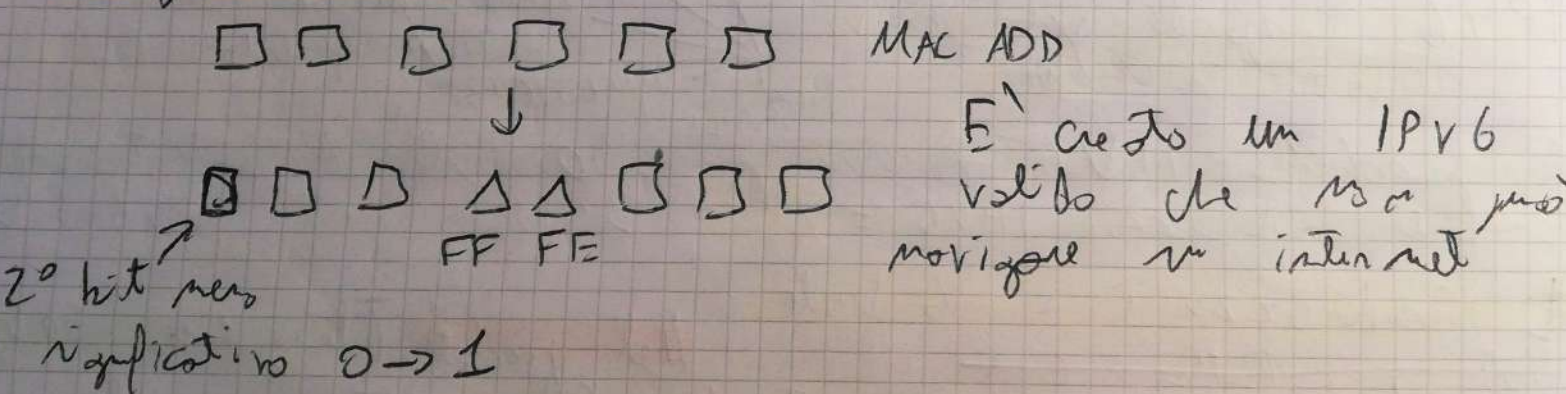 MAC ADD
È creato un IPv6
valido che non può
navigare su internet
FF FE
2° bit meno
significativo 0 → 1